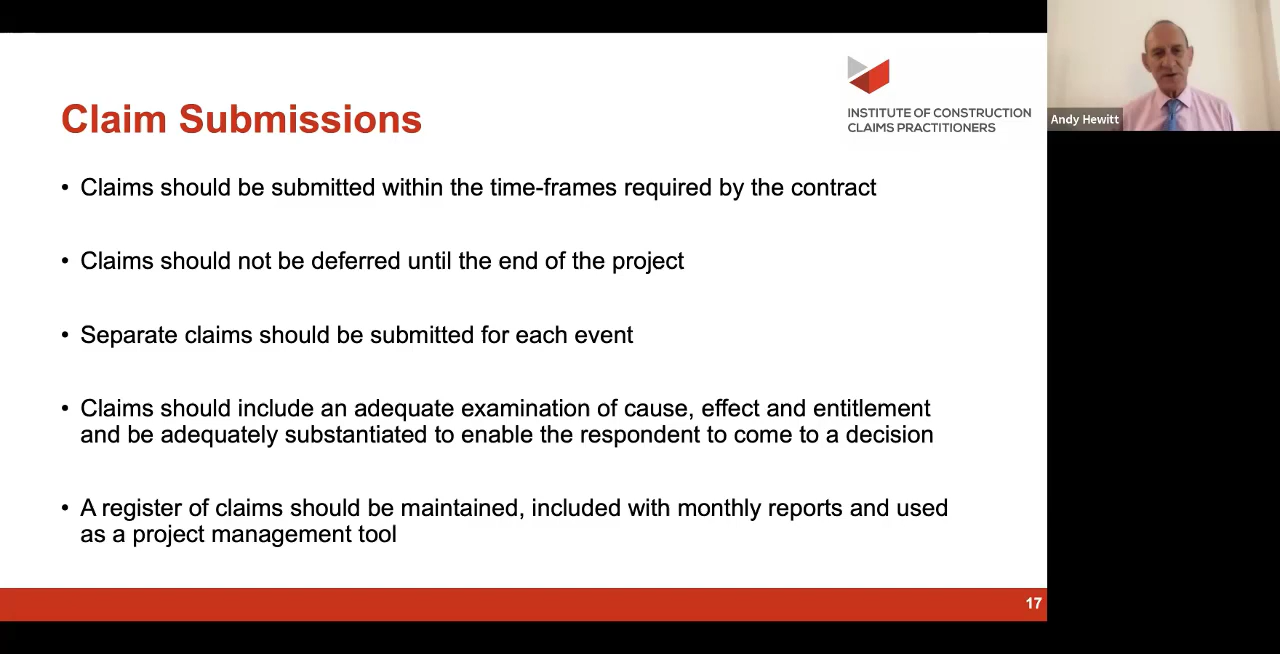 Claim Submissions
INSTITUTE OF CONSTRUCTION
CLAIMS PRACTITIONERS
Andy Hewitt
• Claims should be submitted within the time-frames required by the contract
• Claims should not be deferred until the end of the project
• Separate claims should be submitted for each event
• Claims should include an adequate examination of cause, effect and entitlement
and be adequately substantiated to enable the respondent to come to a decision
• A register of claims should be maintained, included with monthly reports and used
as a project management tool
17